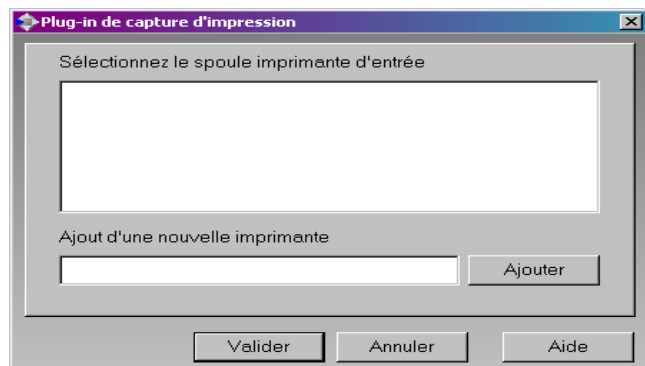 Plug-in de capture d'impression
Sélectionnez le spoule imprimante d'entrée
Ajout d'une nouvelle imprimante
Ajouter
Valider Annuler Aide